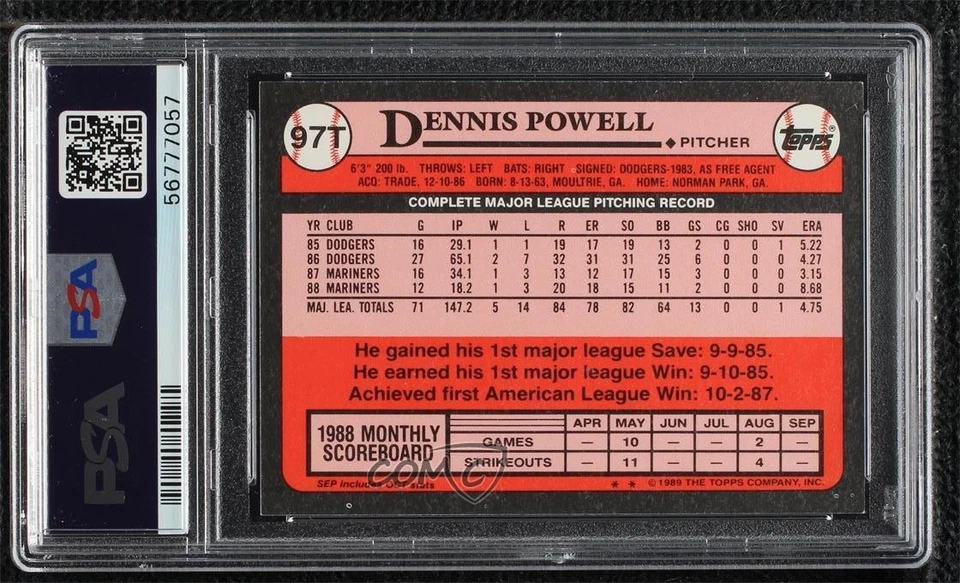 56777057
PSA
PSA
97T
DENNIS POWELL
PITCHER
TOPPS®
6'3" 200 lb. THROWS: LEFT BATS: RIGHT SIGNED: DODGERS-1983, AS FREE AGENT
ACQ: TRADE, 12-10-86 BORN: 8-13-63, MOULTRIE, GA. HOME: NORMAN PARK, GA.
COMPLETE MAJOR LEAGUE PITCHING RECORD
YR CLUB G IP W L R ER SO BB GS CG SHO SV ERA
85 DODGERS 16 29.1 1 1 19 17 19 13 2 0 0 1 5.22
86 DODGERS 27 65.1 2 7 32 31 31 25 6 0 0 0 4.27
87 MARINERS 16 34.1 1 3 13 12 17 15 3 0 0 0 3.15
88 MARINERS 12 18.2 1 3 20 18 15 11 2 0 0 0 8.68
MAJ. LEA. TOTALS 71 147.2 5 14 84 78 82 64 13 0 0 1 4.75
He gained his 1st major league Save: 9-9-85.
He earned his 1st major league Win: 9-10-85.
Achieved first American League Win: 10-2-87.
1988 MONTHLY SCOREBOARD
APR MAY JUN JUL AUG SEP
GAMES — 10 — — 2 —
STRIKEOUTS — 11 — — 4 —
SEP includes OCT stats
* * © 1989 THE TOPPS COMPANY, INC.
COMC